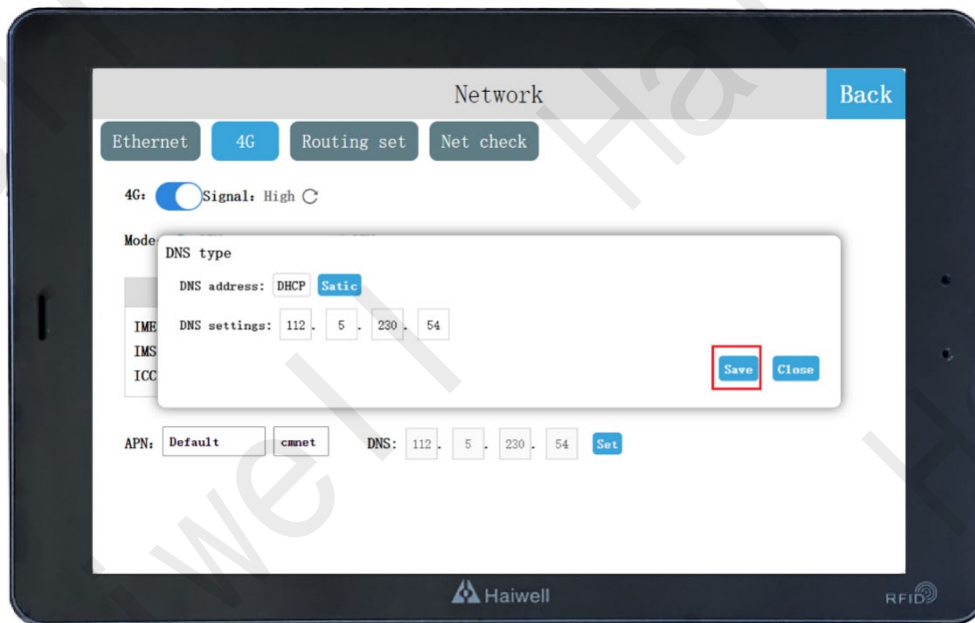 Network
Back
Ethernet
4G
Routing set
Net check
4G:
Signal: High
Mode
DNS type
DNS address: DHCP Satic
DNS settings: 112 . 5 . 230 . 54
IME
IMS
ICC
Save
Close
APN: Default cmnet DNS: 112 . 5 . 230 . 54 Set
Haiwell
RFID